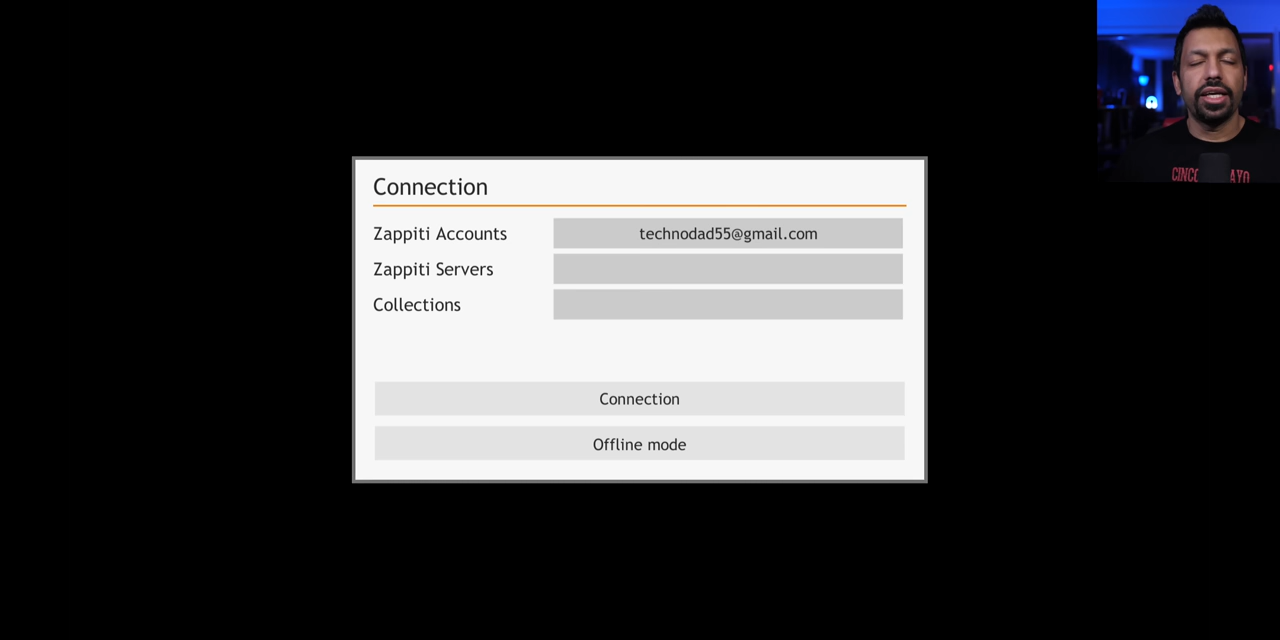 Connection
Zappiti Accounts technodad55@gmail.com
Zappiti Servers
Collections
Connection
Offline mode